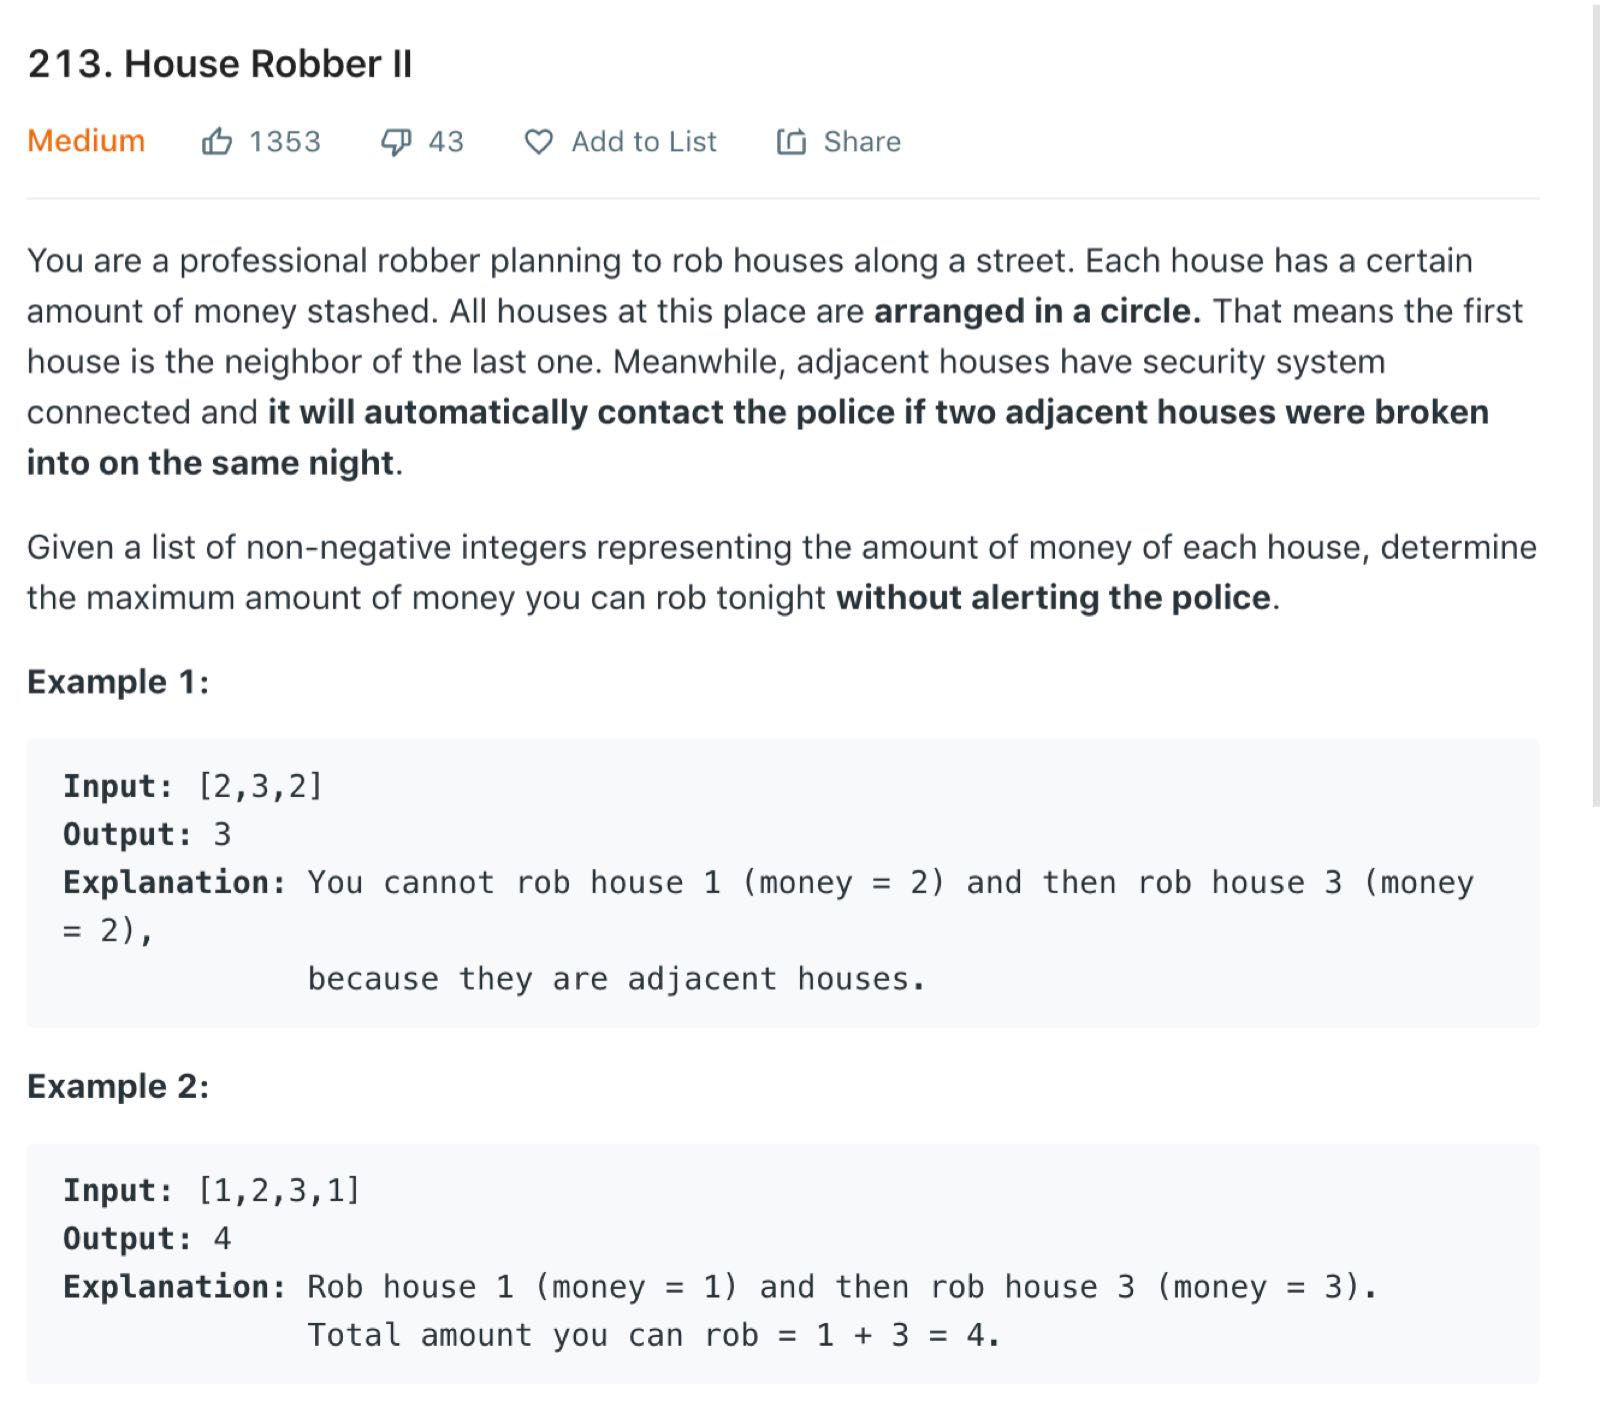 213. House Robber II
Medium 1353 43 Add to List Share
You are a professional robber planning to rob houses along a street. Each house has a certain
amount of money stashed. All houses at this place are arranged in a circle. That means the first
house is the neighbor of the last one. Meanwhile, adjacent houses have security system
connected and it will automatically contact the police if two adjacent houses were broken
into on the same night.
Given a list of non-negative integers representing the amount of money of each house, determine
the maximum amount of money you can rob tonight without alerting the police.
Example 1:
Input: [2,3,2]
Output: 3
Explanation: You cannot rob house 1 (money = 2) and then rob house 3 (money
= 2),
because they are adjacent houses.
Example 2:
Input: [1,2,3,1]
Output: 4
Explanation: Rob house 1 (money = 1) and then rob house 3 (money = 3).
Total amount you can rob = 1 + 3 = 4.